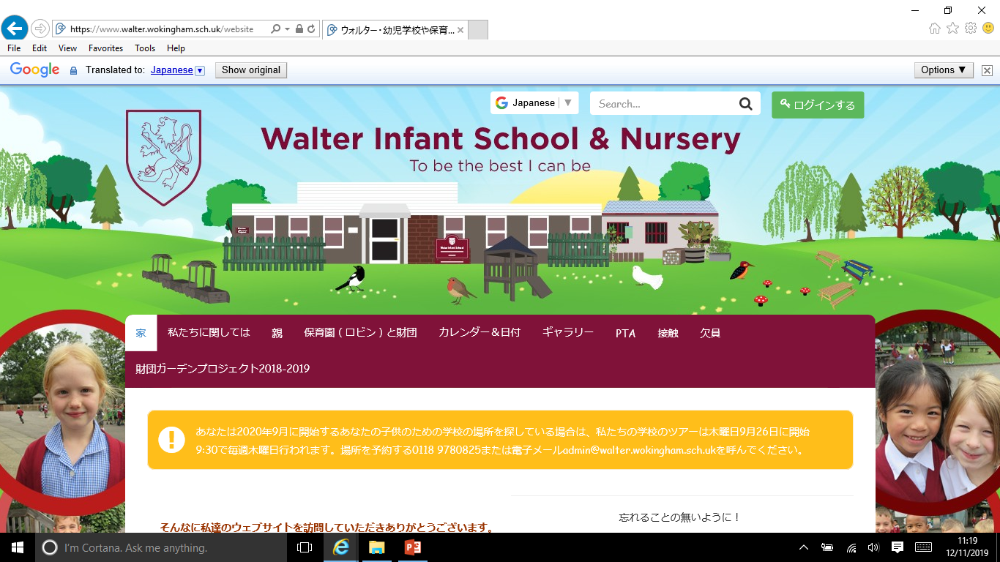 https://www.walter.wokingham.sch.uk/website
ウォルター・幼児学校や保育...
File Edit View Favorites Tools Help
Google Translated to: Japanese Show original Options ▼
Japanese ▼ Search... ログインする
Walter Infant School & Nursery
To be the best I can be
Walter Infant School
家 私たちに関しては 親 保育園 ( ロビン ) と財団 カレンダー＆日付 ギャラリー PTA 接触 欠員
財団ガーデンプロジェクト2018-2019
あなたは2020年9月に開始するあなたの子供のための学校の場所を探している場合は、私たちの学校のツアーは木曜日9月26日に開始
9:30で毎週木曜日行われます。場所を予約する0118 9780825または電子メールadmin@walter.wokingham.sch.ukを呼んでください。
忘れることの無いように！
そんなに私達のウェブサイトを訪問していただきありがとうございます。
I'm Cortana. Ask me anything.
11:19
12/11/2019